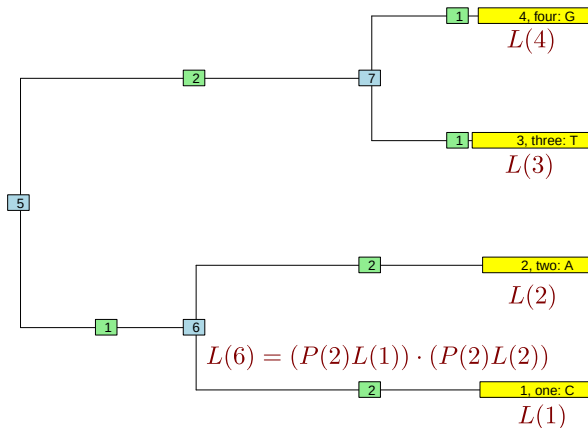 1 4, four: G
L(4)
2 7
1 3, three: T
L(3)
5
2 2, two: A
L(2)
1 6
L(6) = (P(2)L(1)) · (P(2)L(2))
2 1, one: C
L(1)